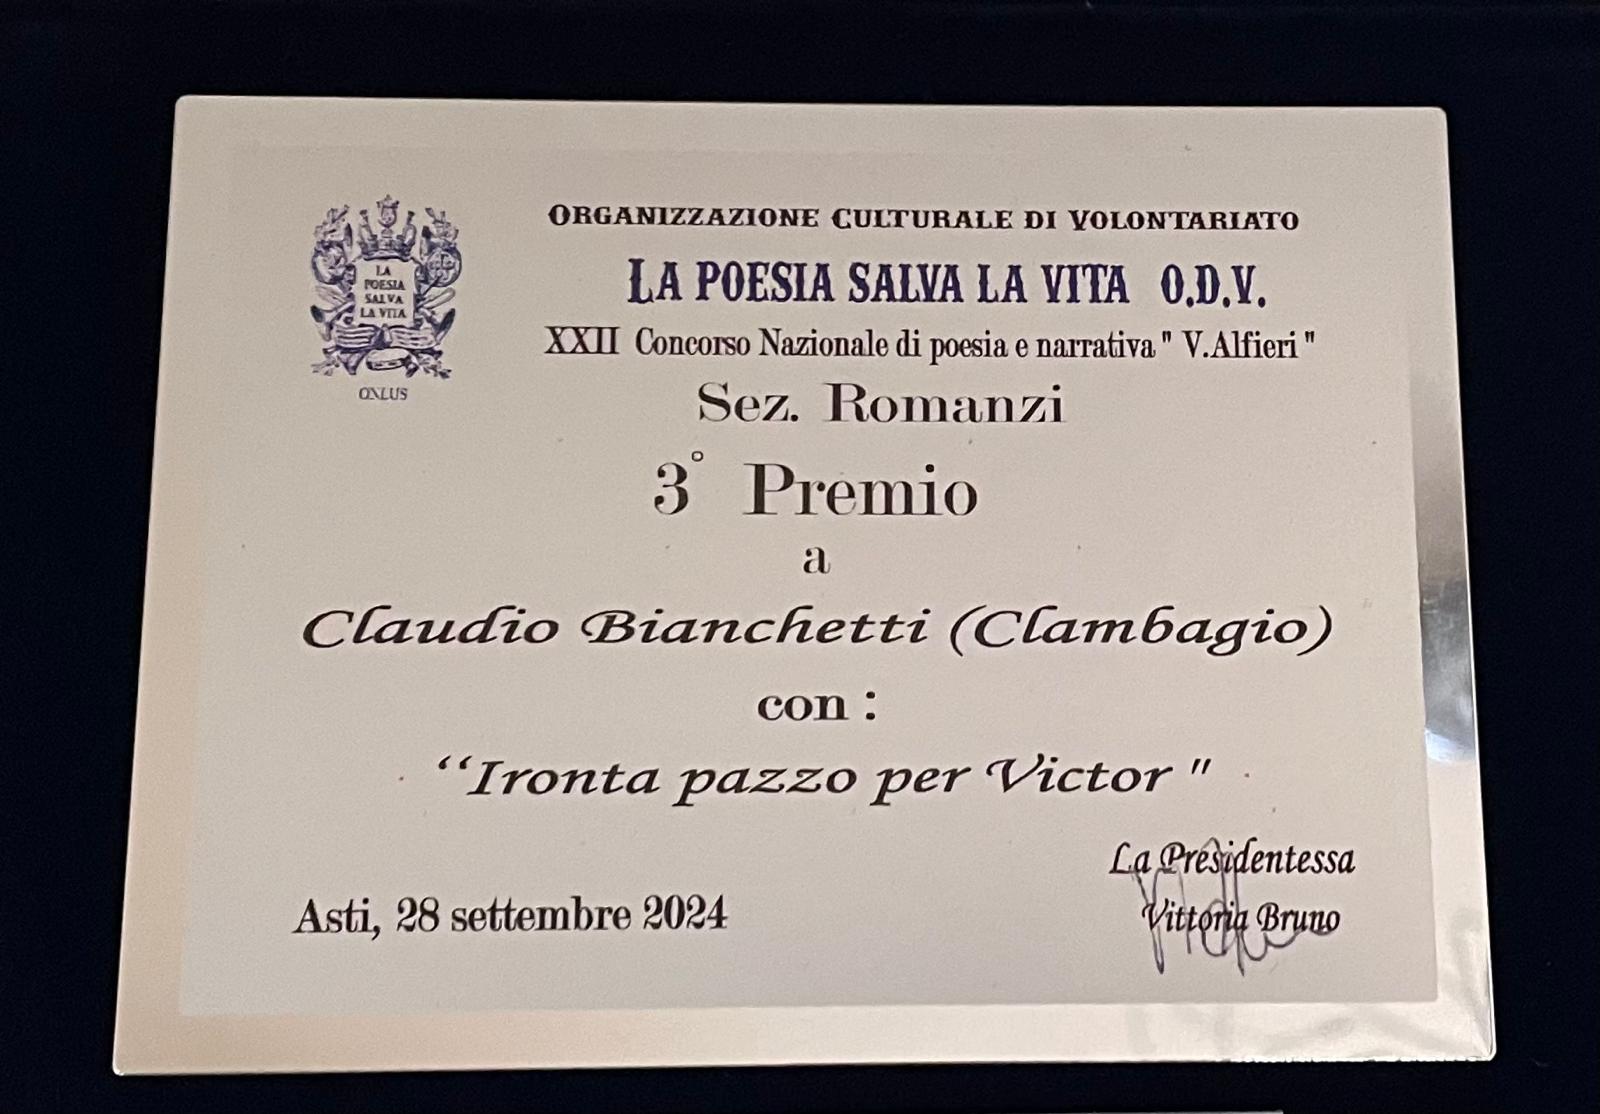 LA
POESIA
SALVA
LA VITA
ONLUS
ORGANIZZAZIONE CULTURALE DI VOLONTARIATO
LA POESIA SALVA LA VITA O.D.V.
XXII Concorso Nazionale di poesia e narrativa " V.Alfieri "
Sez. Romanzi
3° Premio
a
Claudio Bianchetti (Clambagio)
con :
“Ironta pazzo per Victor "
La Presidentessa
Asti, 28 settembre 2024
Vittoria Bruno